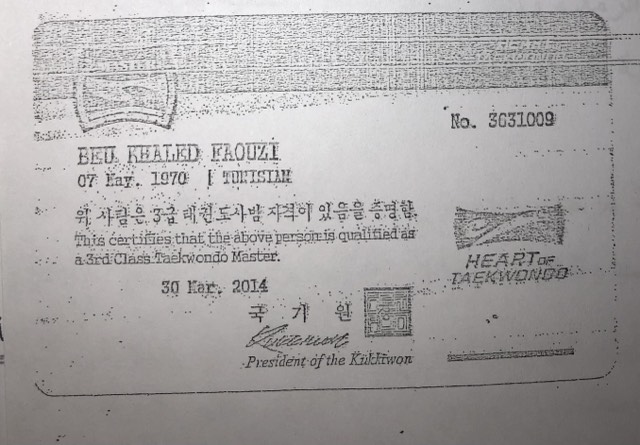 No. 3631009
BEU KHALED FAOUZI
07 May. 1970 | TUNISIAN
위 사람은 3급 태권도사범 자격이 있음을 증명함.
This certifies that the above person is qualified as
a 3rd Class Taekwondo Master.
HEART OF
TAEKWONDO
30 Mar. 2014
국 기 원
President of the Kukkiwon